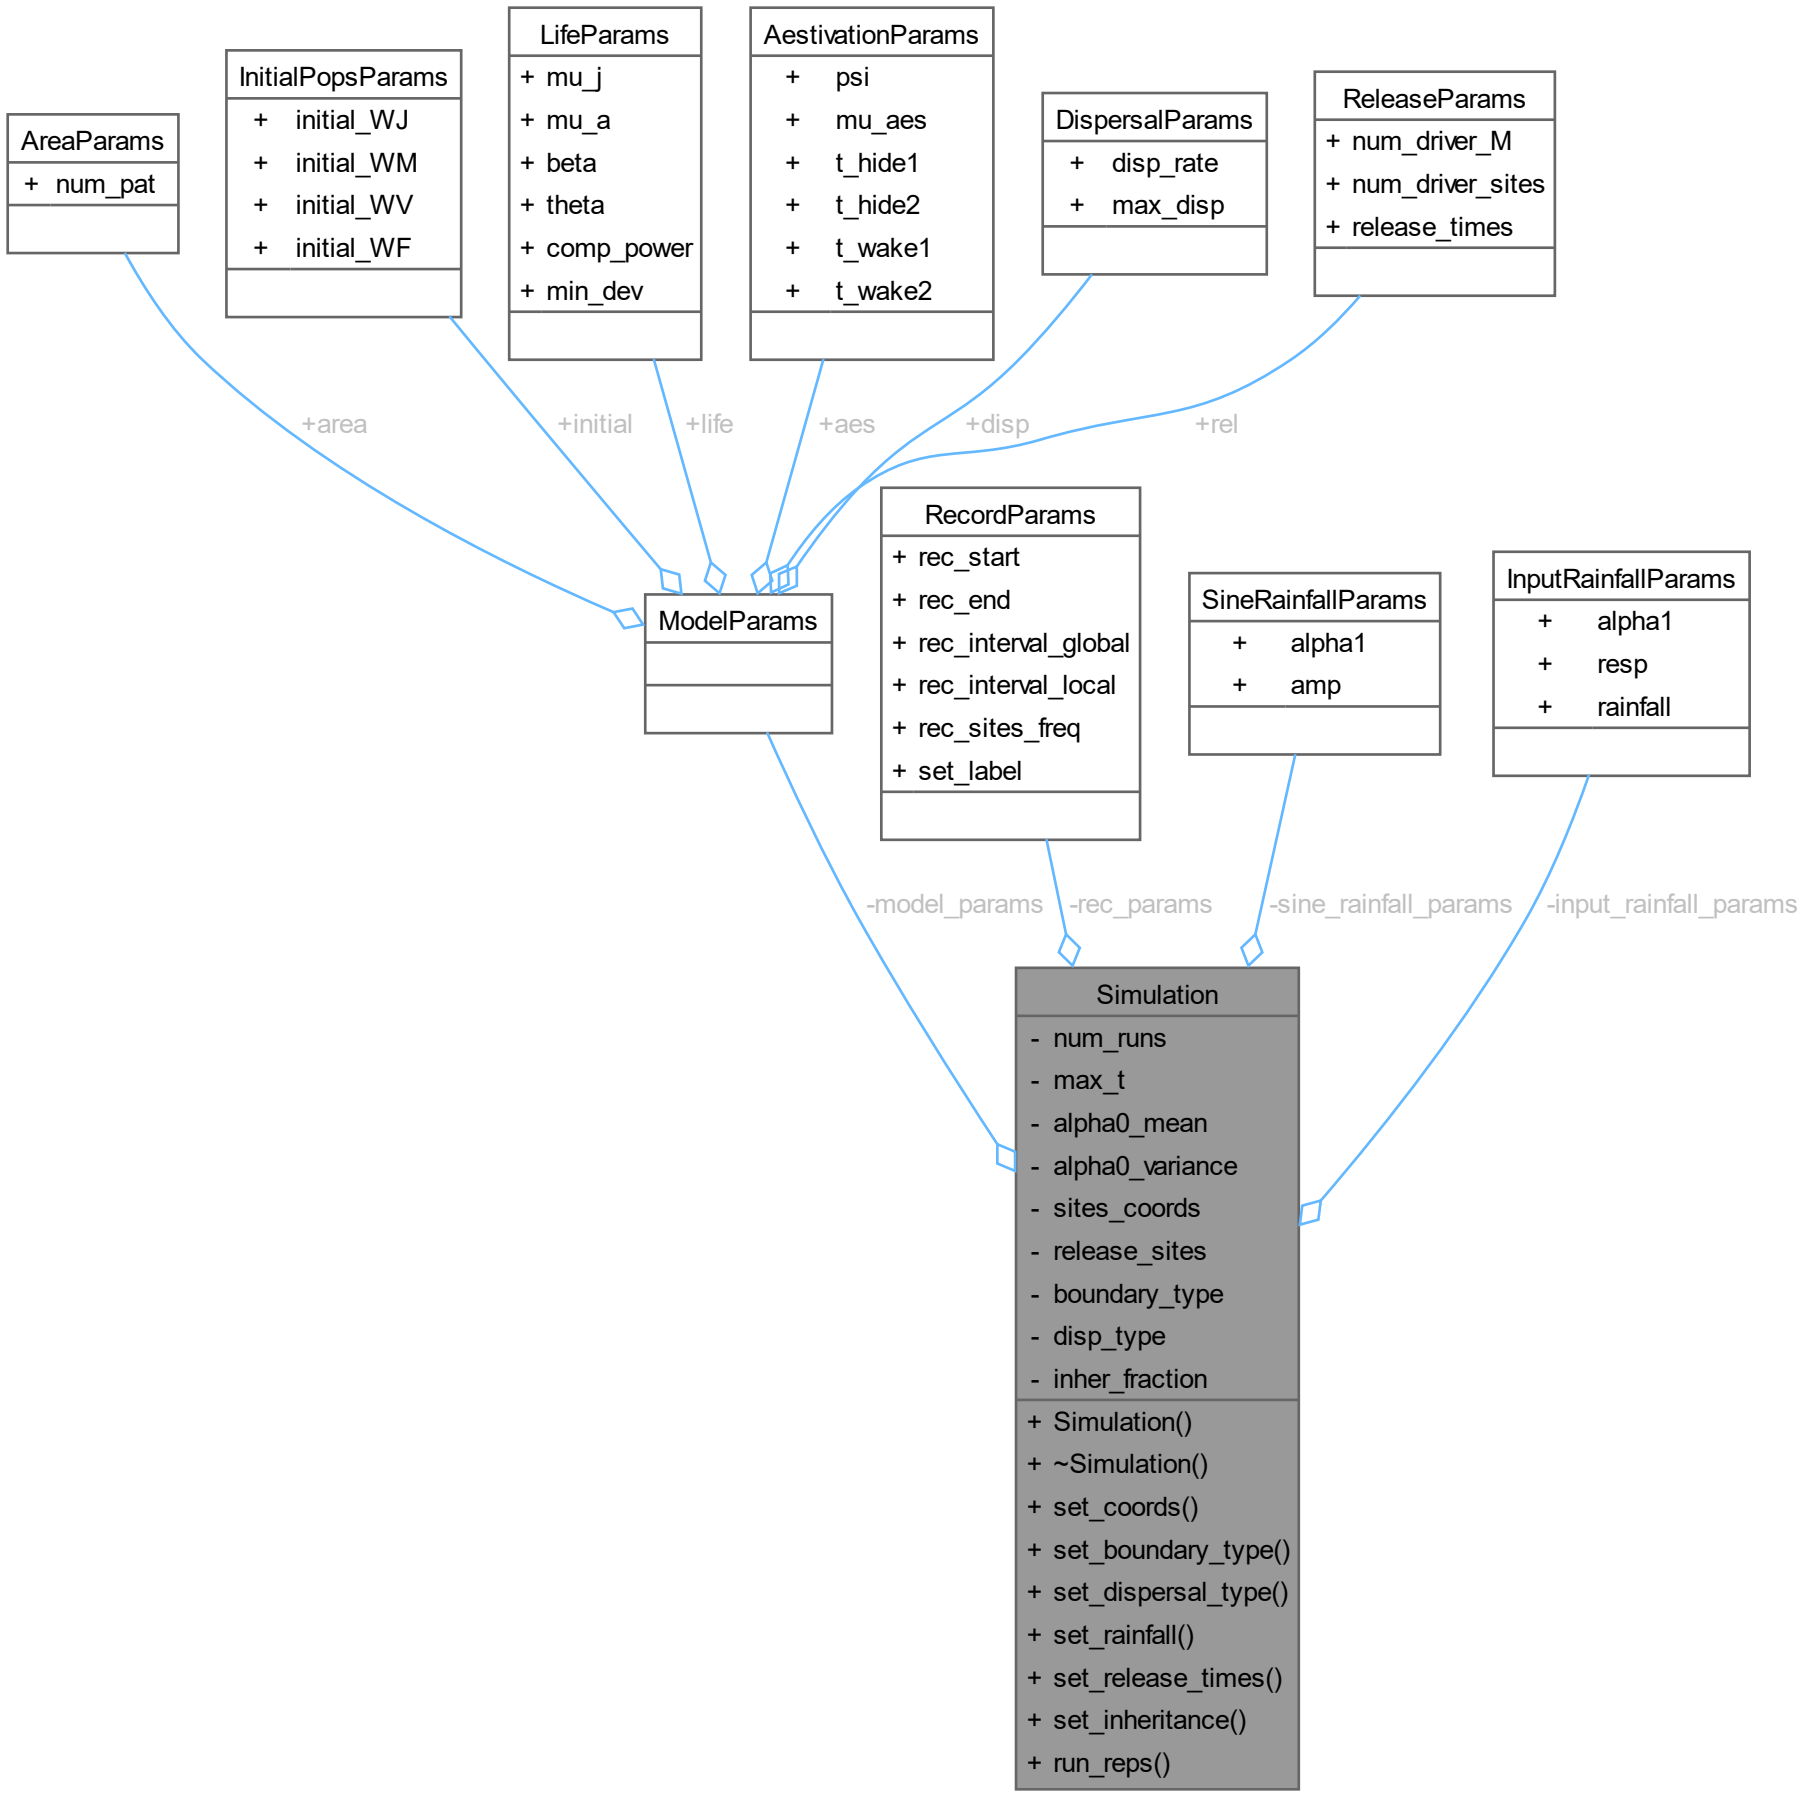 AreaParams
+ num_pat
InitialPopsParams
+ initial_WJ
+ initial_WM
+ initial_WV
+ initial_WF
LifeParams
+ mu_j
+ mu_a
+ beta
+ theta
+ comp_power
+ min_dev
AestivationParams
+ psi
+ mu_aes
+ t_hide1
+ t_hide2
+ t_wake1
+ t_wake2
DispersalParams
+ disp_rate
+ max_disp
ReleaseParams
+ num_driver_M
+ num_driver_sites
+ release_times
+area
+initial
+life
+aes
+disp
+rel
ModelParams
RecordParams
+ rec_start
+ rec_end
+ rec_interval_global
+ rec_interval_local
+ rec_sites_freq
+ set_label
SineRainfallParams
+ alpha1
+ amp
InputRainfallParams
+ alpha1
+ resp
+ rainfall
-model_params
-rec_params
-sine_rainfall_params
-input_rainfall_params
Simulation
- num_runs
- max_t
- alpha0_mean
- alpha0_variance
- sites_coords
- release_sites
- boundary_type
- disp_type
- inher_fraction
+ Simulation()
+ ~Simulation()
+ set_coords()
+ set_boundary_type()
+ set_dispersal_type()
+ set_rainfall()
+ set_release_times()
+ set_inheritance()
+ run_reps()